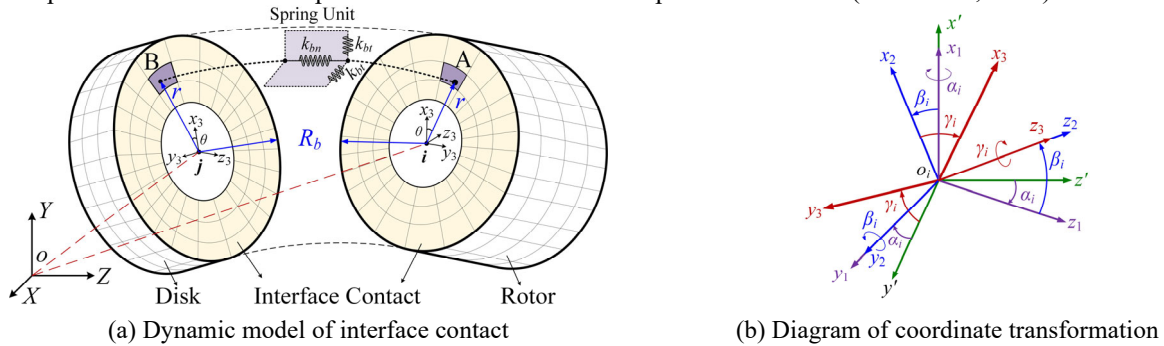 Spring Unit
k_bn
k_bt
k_bt
B
A
r
r
x_3
θ
y_3
z_3
j
R_b
x_3
θ
z_3
y_3
i
Y
o
Z
X
Disk
Interface Contact
Rotor
(a) Dynamic model of interface contact
x′
x_1
x_2
x_3
α_i
β_i
γ_i
z_3
z_2
γ_i
β_i
o_i
z′
y_3
γ_i
α_i
z_1
β_i
α_i
y_1
y_2
y′
(b) Diagram of coordinate transformation